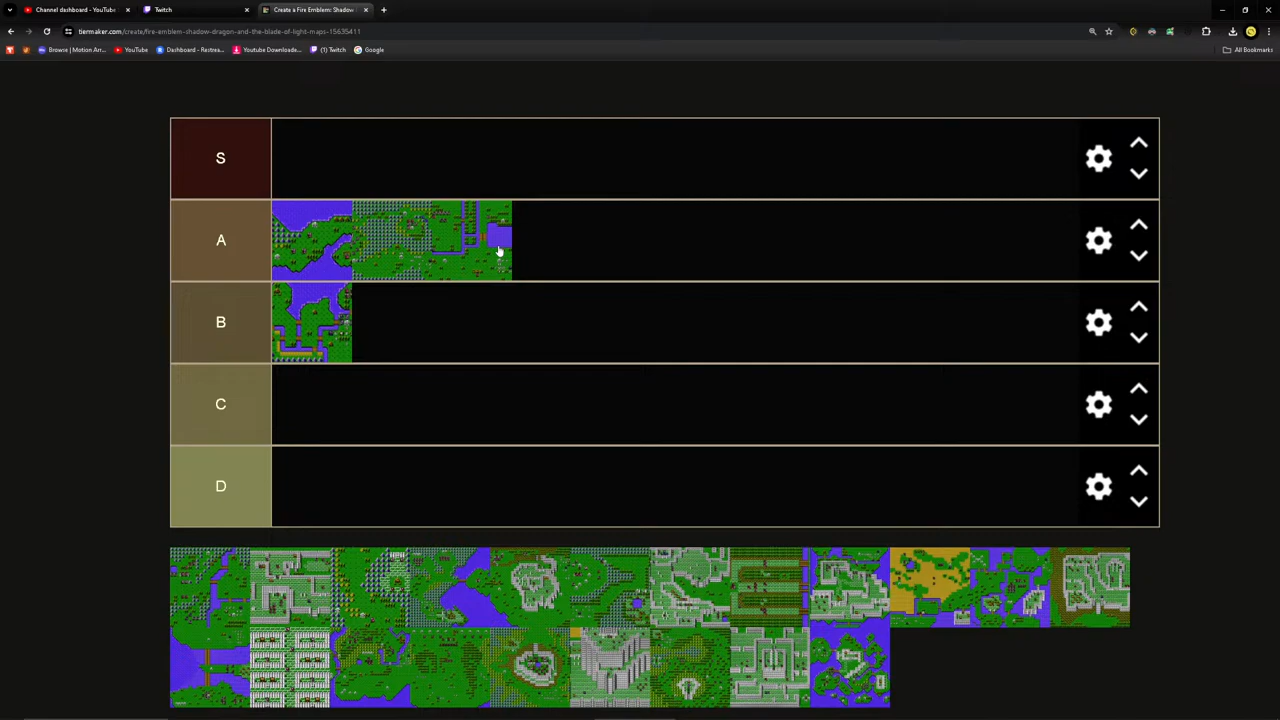 Channel dashboard - YouTube
Twitch
Create a Fire Emblem: Shadow
tiermaker.com/create/fire-emblem-shadow-dragon-and-the-blade-of-light-maps-15635411
Browse | Motion Arr...
YouTube
Dashboard - Restrea...
Youtube Downloade...
(1) Twitch
Google
All Bookmarks
S
A
B
C
D